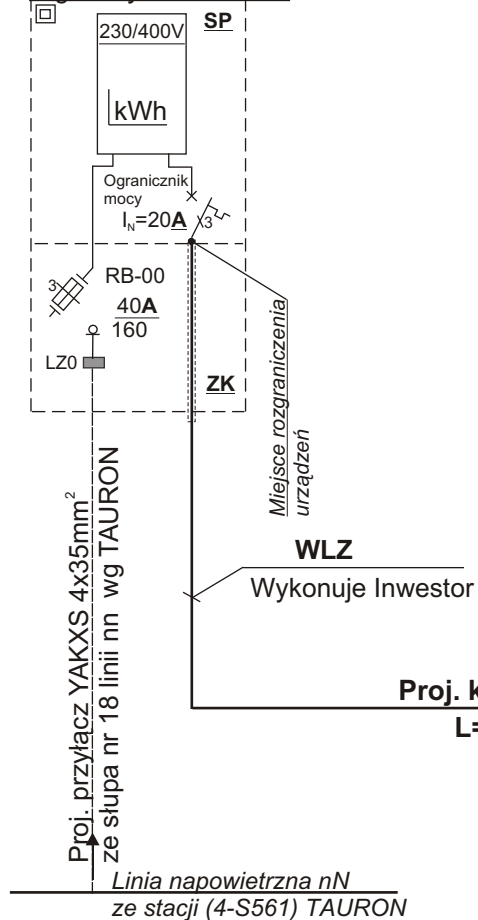 SP
230/400V
kWh
Ogranicznik
mocy
I_N=20A
3
3
RB-00
40A
160
LZ0
ZK
Miejsce rozgraniczenia
urządzeń
WLZ
Wykonuje Inwestor
Proj. przyłącz YAKXS 4x35mm²
ze słupa nr 18 linii nn wg TAURON
Proj. k
L=
Linia napowietrzna nN
ze stacji (4-S561) TAURON